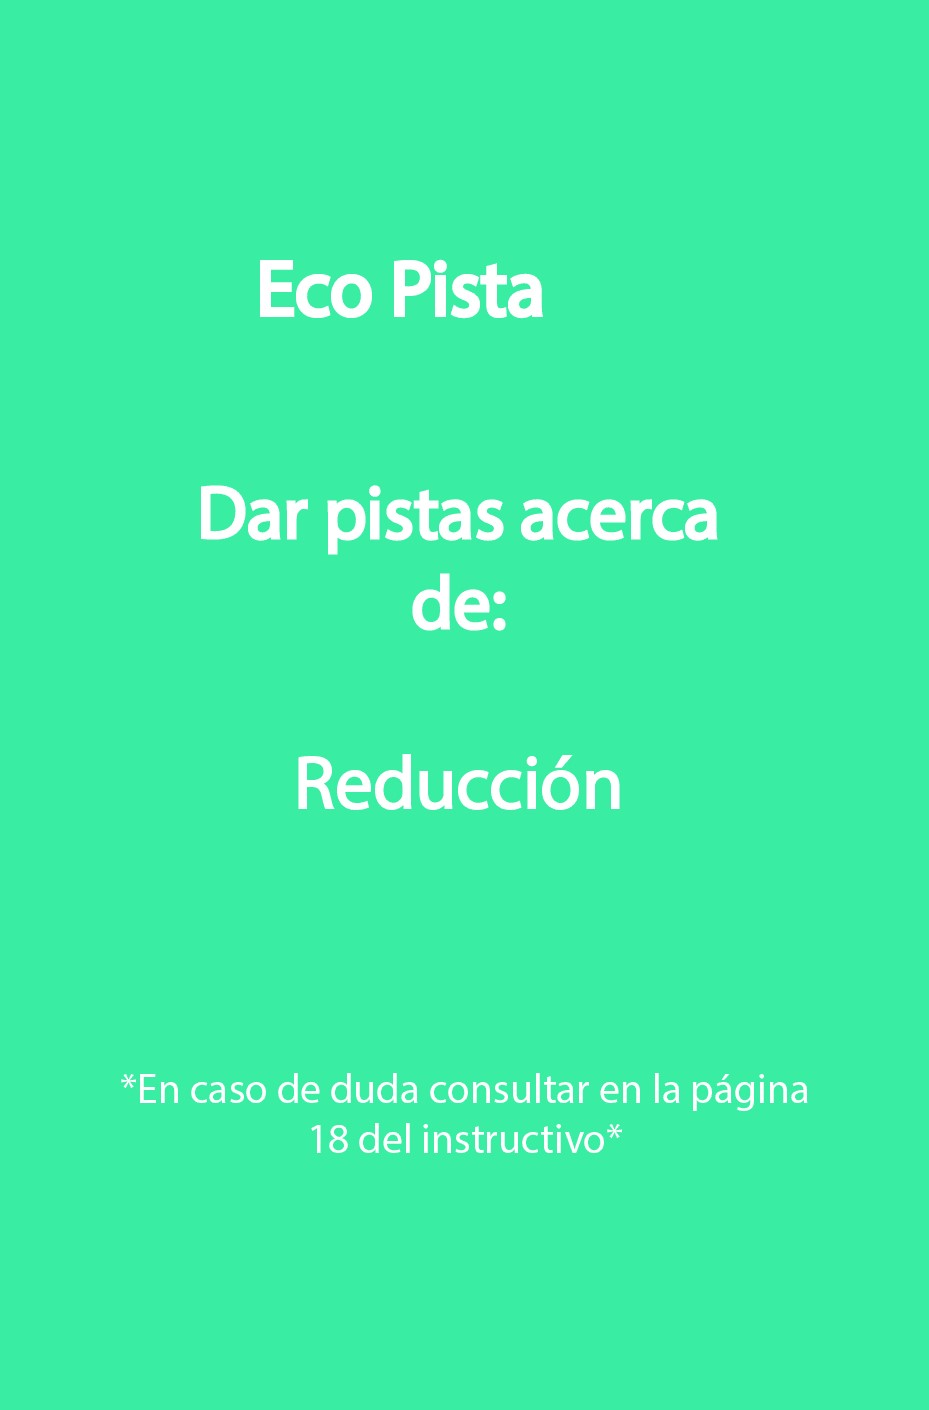 Eco Pista
Dar pistas acerca
de:
Reducción
*En caso de duda consultar en la página
18 del instructivo*